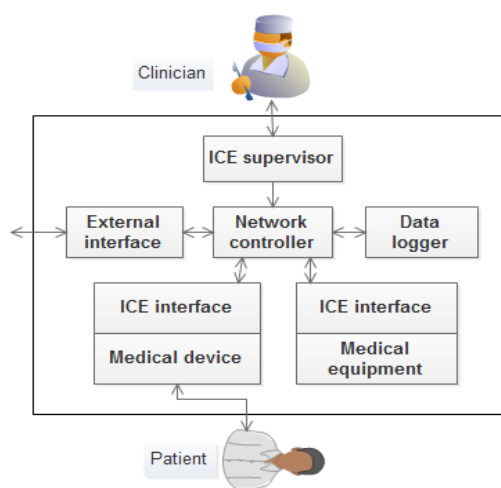 Clinician
ICE supervisor
External
interface
Network
controller
Data
logger
ICE interface
Medical device
ICE interface
Medical
equipment
Patient